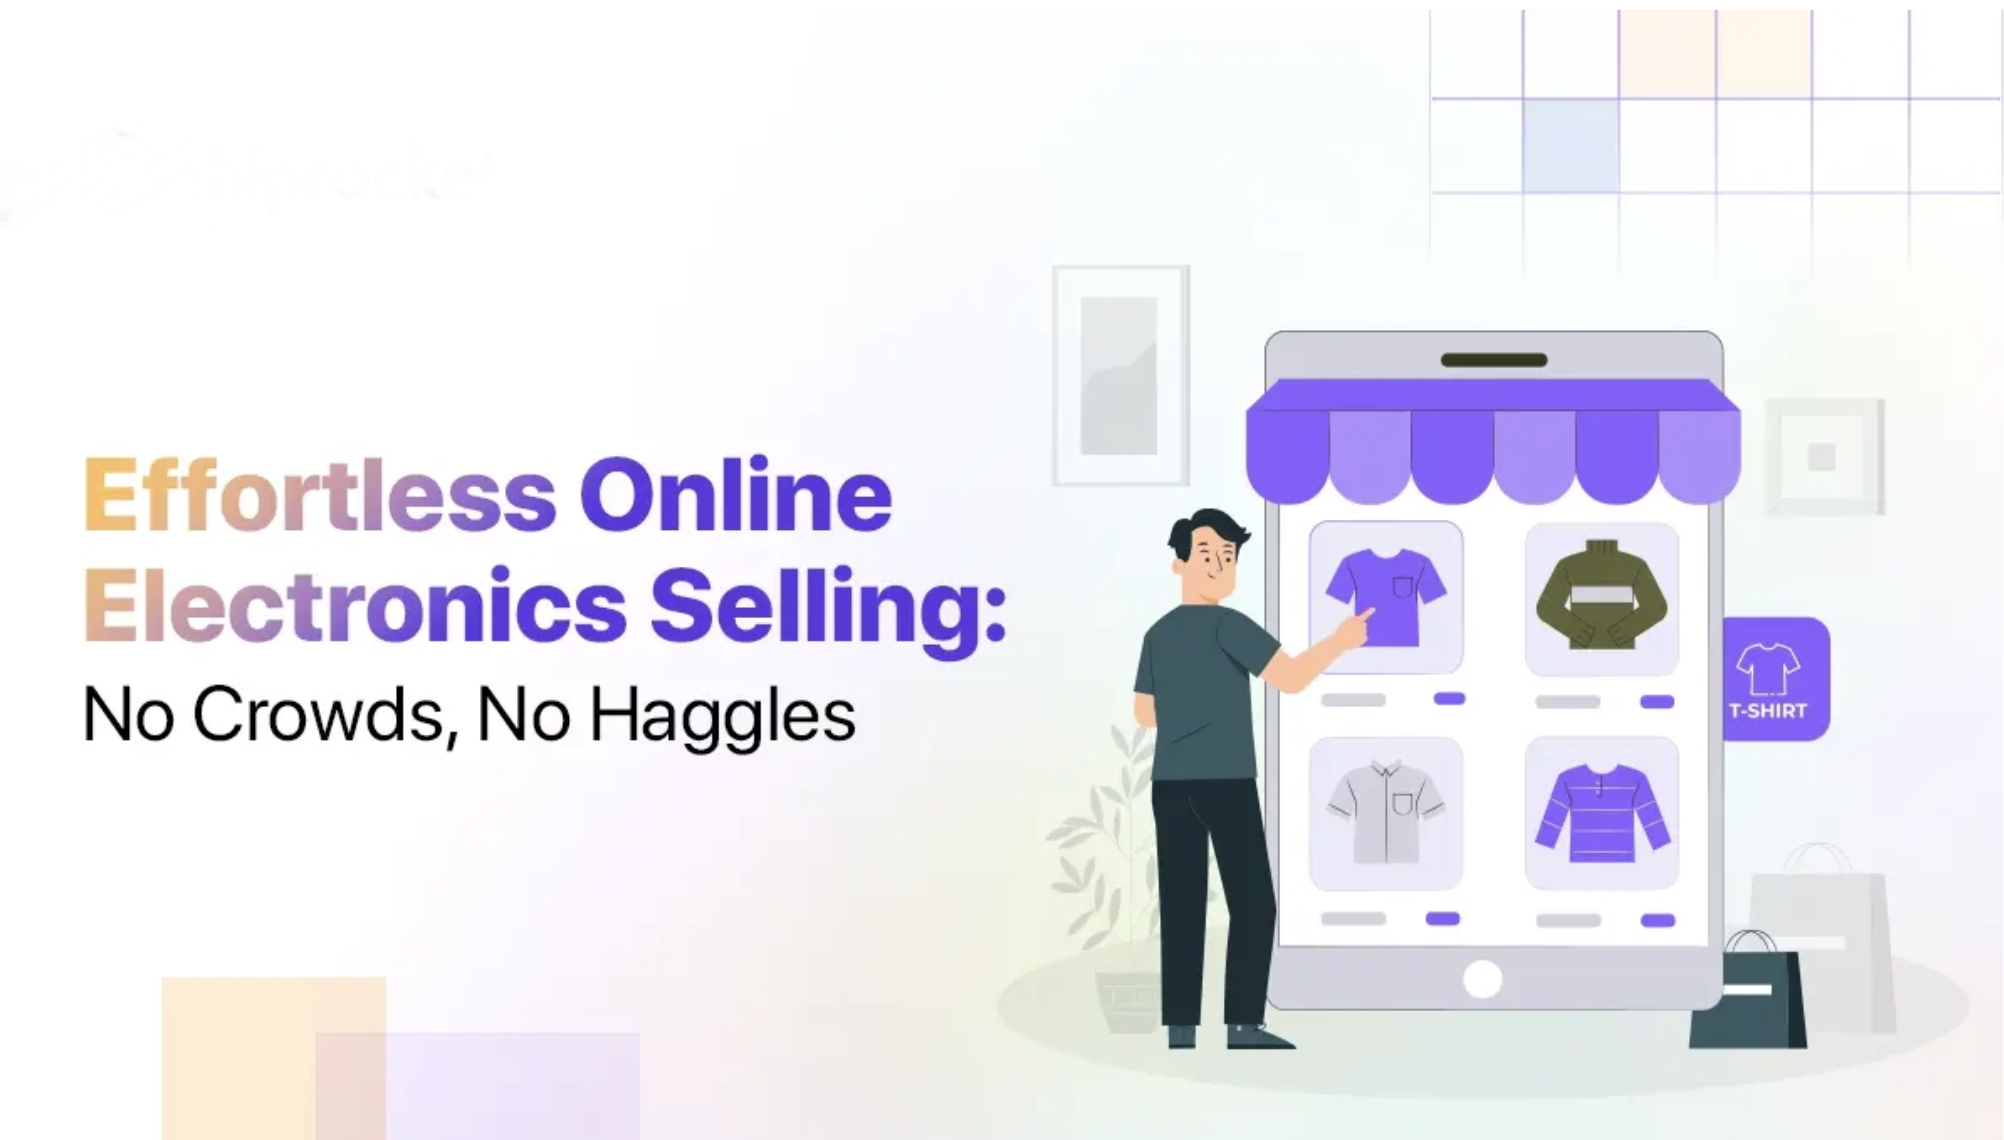 Effortless Online
Electronics Selling:
No Crowds, No Haggles
T-SHIRT